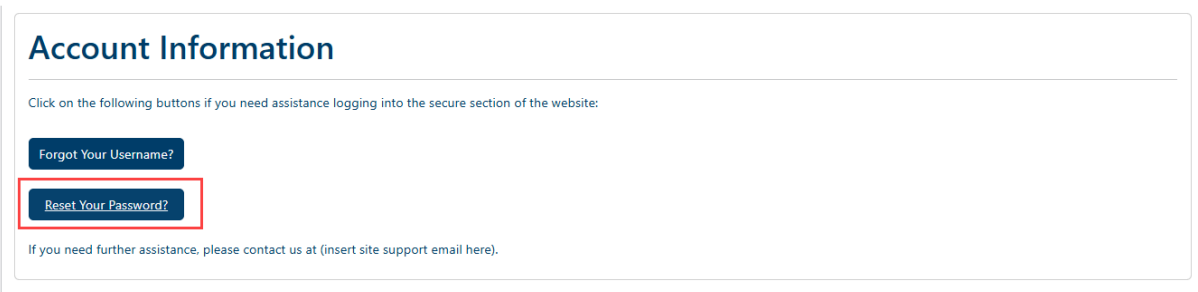 Account Information
Click on the following buttons if you need assistance logging into the secure section of the website:
Forgot Your Username?
Reset Your Password?
If you need further assistance, please contact us at (insert site support email here).